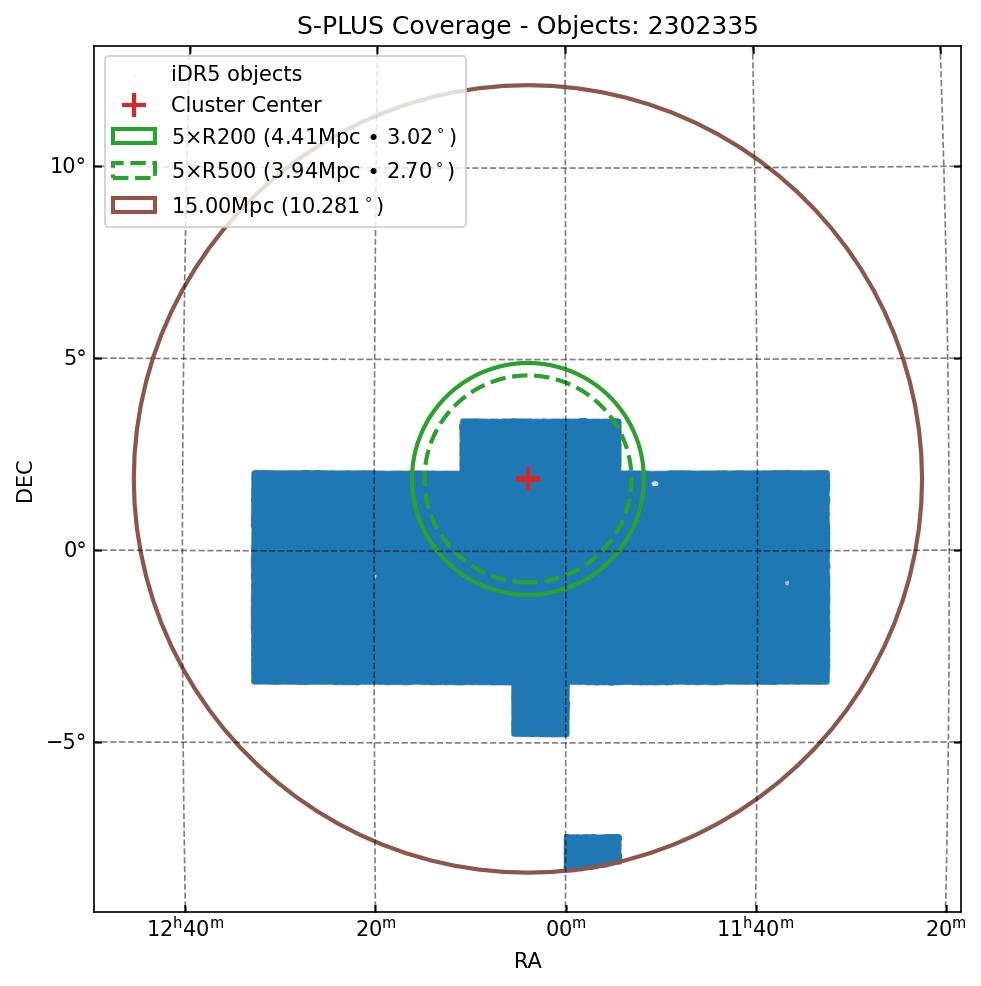 S-PLUS Coverage - Objects: 2302335
iDR5 objects
Cluster Center
5×R200 (4.41Mpc • 3.02°)
5×R500 (3.94Mpc • 2.70°)
15.00Mpc (10.281°)
10°
5°
0°
−5°
DEC
12ʰ40ᵐ
20ᵐ
00ᵐ
11ʰ40ᵐ
20ᵐ
RA